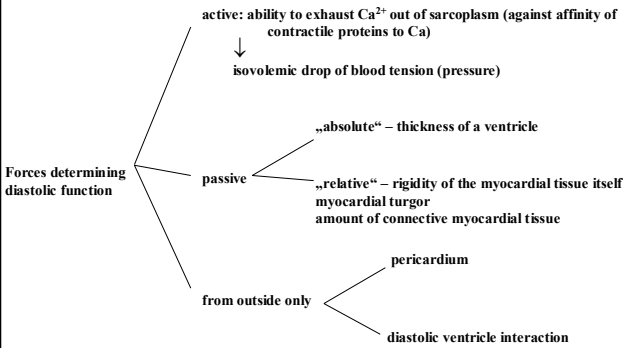 active: ability to exhaust Ca²⁺ out of sarcoplasm (against affinity of
contractile proteins to Ca)
isovolemic drop of blood tension (pressure)
„absolute“ – thickness of a ventricle
Forces determining
diastolic function
passive
„relative“ – rigidity of the myocardial tissue itself
myocardial turgor
amount of connective myocardial tissue
pericardium
from outside only
diastolic ventricle interaction